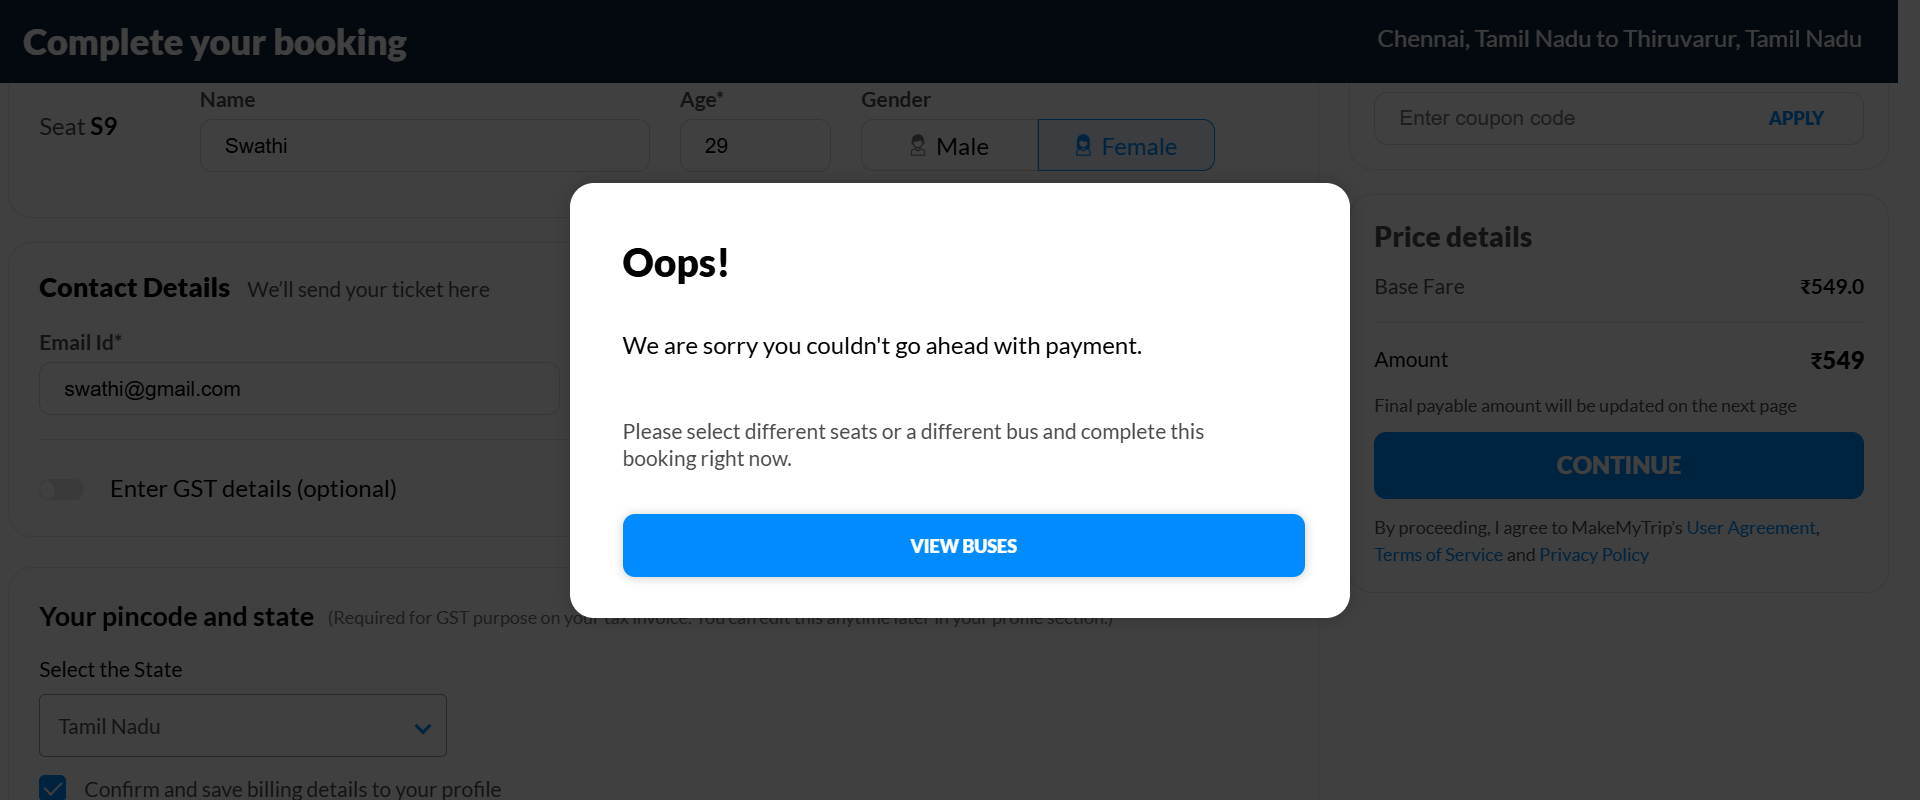 Complete your booking
Chennai, Tamil Nadu to Thiruvarur, Tamil Nadu
Seat S9
Name
Swathi
Age*
29
Gender
Male
Female
Enter coupon code
APPLY
Contact Details We'll send your ticket here
Email Id*
swathi@gmail.com
Enter GST details (optional)
Your pincode and state (Required for GST purpose on your tax invoice. You can edit this anytime later in your profile section.)
Select the State
Tamil Nadu
Confirm and save billing details to your profile
Oops!
We are sorry you couldn't go ahead with payment.
Please select different seats or a different bus and complete this
booking right now.
VIEW BUSES
Price details
Base Fare ₹549.0
Amount ₹549
Final payable amount will be updated on the next page
CONTINUE
By proceeding, I agree to MakeMyTrip's User Agreement,
Terms of Service and Privacy Policy